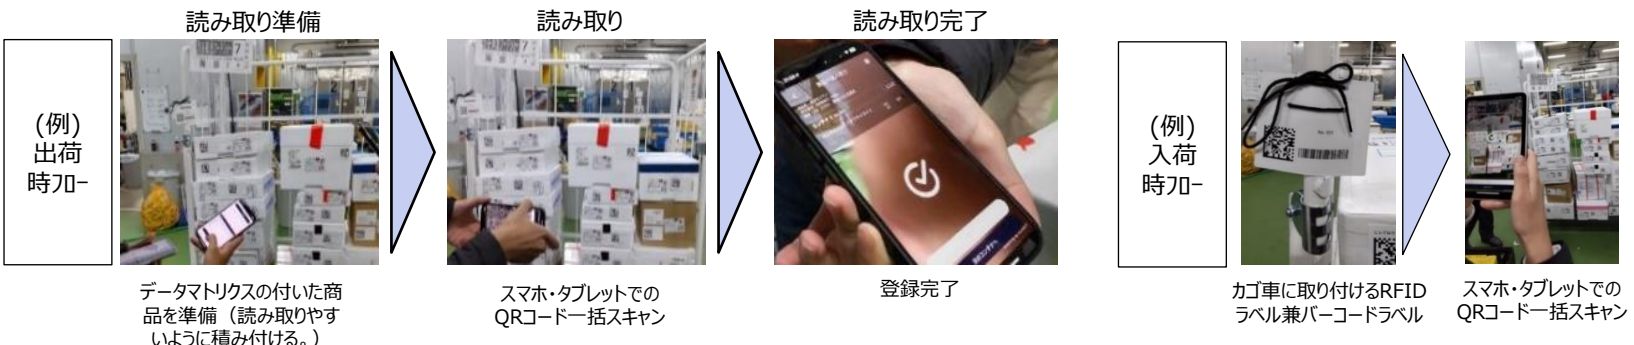 読み取り準備
読み取り
読み取り完了
(例)
出荷
時フロー
データマトリクスの付いた商
品を準備（読み取りやす
いように積み付ける。）
スマホ・タブレットでの
QRコード一括スキャン
登録完了
(例)
入荷
時フロー
カゴ車に取り付けるRFID
ラベル兼バーコードラベル
スマホ・タブレットでの
QRコード一括スキャン